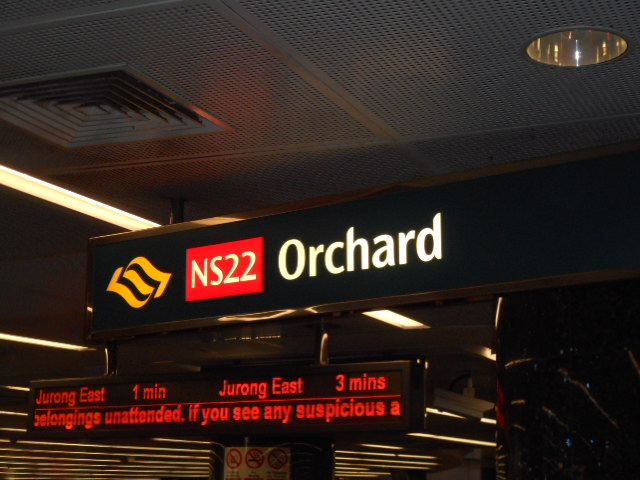 NS22 Orchard
Jurong East 1 min Jurong East 3 mins
belongings unattended. If you see any suspicious a